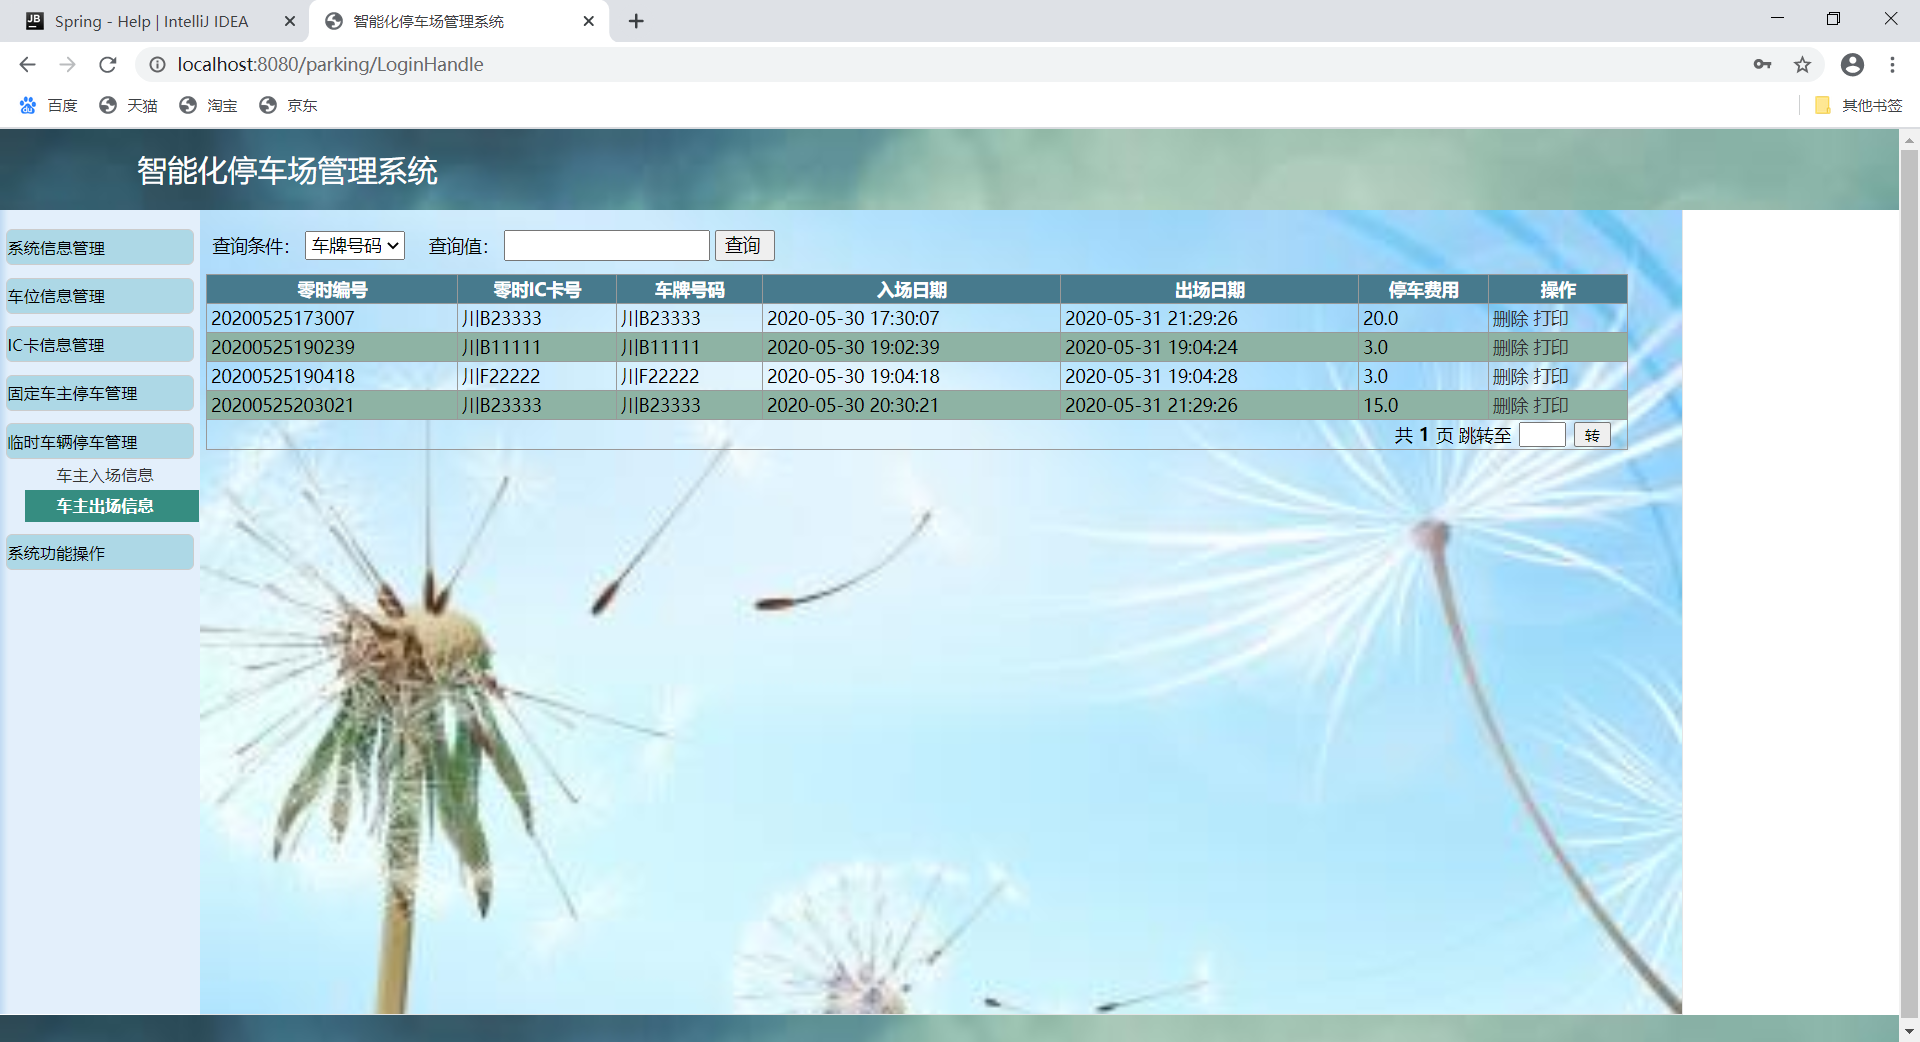 Spring - Help | IntelliJ IDEA
智能化停车场管理系统
localhost:8080/parking/LoginHandle
百度 天猫 淘宝 京东 其他书签
智能化停车场管理系统
系统信息管理
车位信息管理
IC卡信息管理
固定车主停车管理
临时车辆停车管理
车主入场信息
车主出场信息
系统功能操作
查询条件: 车牌号码 查询值: 查询
零时编号 零时IC卡号 车牌号码 入场日期 出场日期 停车费用 操作
20200525173007 川B23333 川B23333 2020-05-30 17:30:07 2020-05-31 21:29:26 20.0 删除 打印
20200525190239 川B11111 川B11111 2020-05-30 19:02:39 2020-05-31 19:04:24 3.0 删除 打印
20200525190418 川F22222 川F22222 2020-05-30 19:04:18 2020-05-31 19:04:28 3.0 删除 打印
20200525203021 川B23333 川B23333 2020-05-30 20:30:21 2020-05-31 21:29:26 15.0 删除 打印
共 1 页 跳转至 转